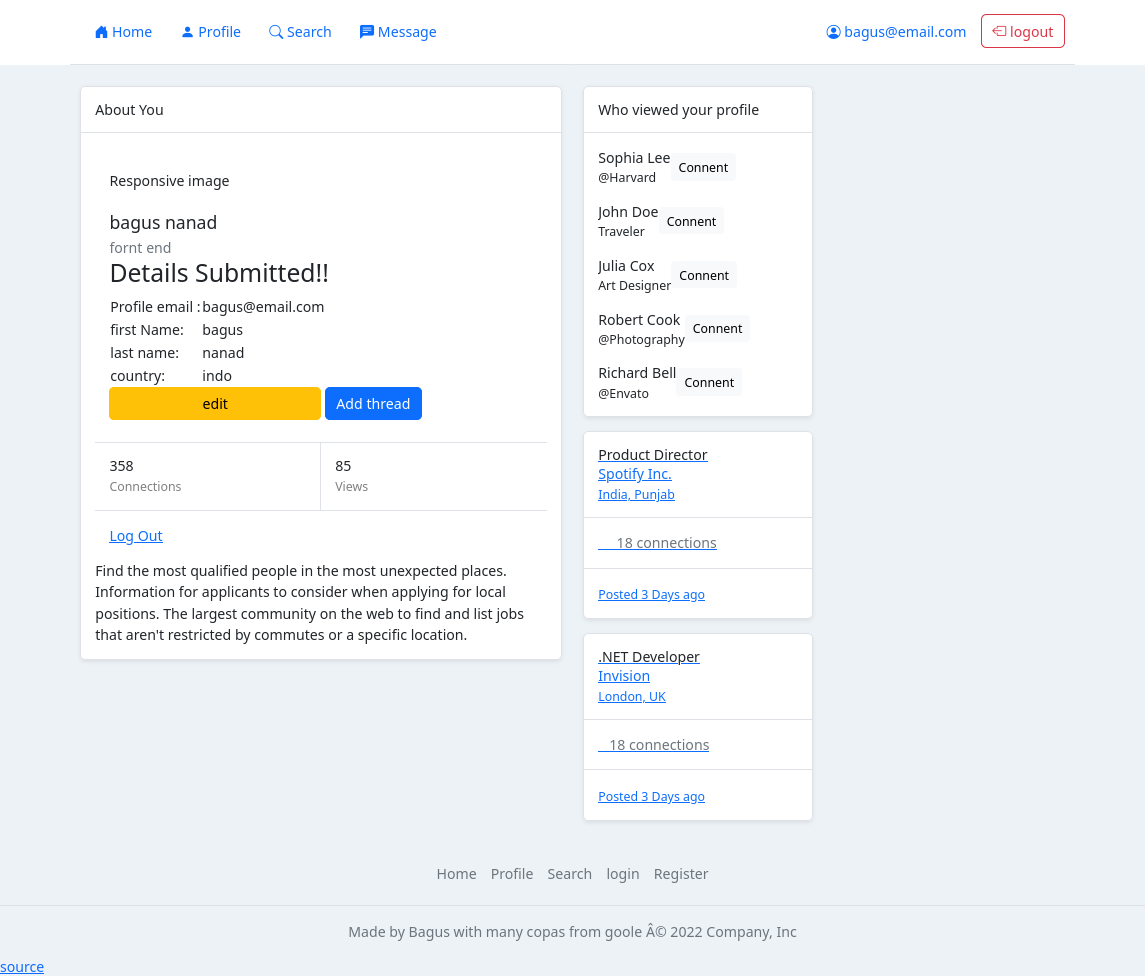 Home Profile Search Message bagus@email.com logout
About You
Responsive image
bagus nanad
fornt end
Details Submitted!!
Profile email : bagus@email.com
first Name: bagus
last name: nanad
country: indo
edit Add thread
358 85
Connections Views
Log Out
Find the most qualified people in the most unexpected places.
Information for applicants to consider when applying for local
positions. The largest community on the web to find and list jobs
that aren't restricted by commutes or a specific location.
Who viewed your profile
Sophia Lee Connent
@Harvard
John Doe Connent
Traveler
Julia Cox Connent
Art Designer
Robert Cook Connent
@Photography
Richard Bell Connent
@Envato
Product Director
Spotify Inc.
India, Punjab
18 connections
Posted 3 Days ago
.NET Developer
Invision
London, UK
18 connections
Posted 3 Days ago
Home Profile Search login Register
Made by Bagus with many copas from goole Â© 2022 Company, Inc
source